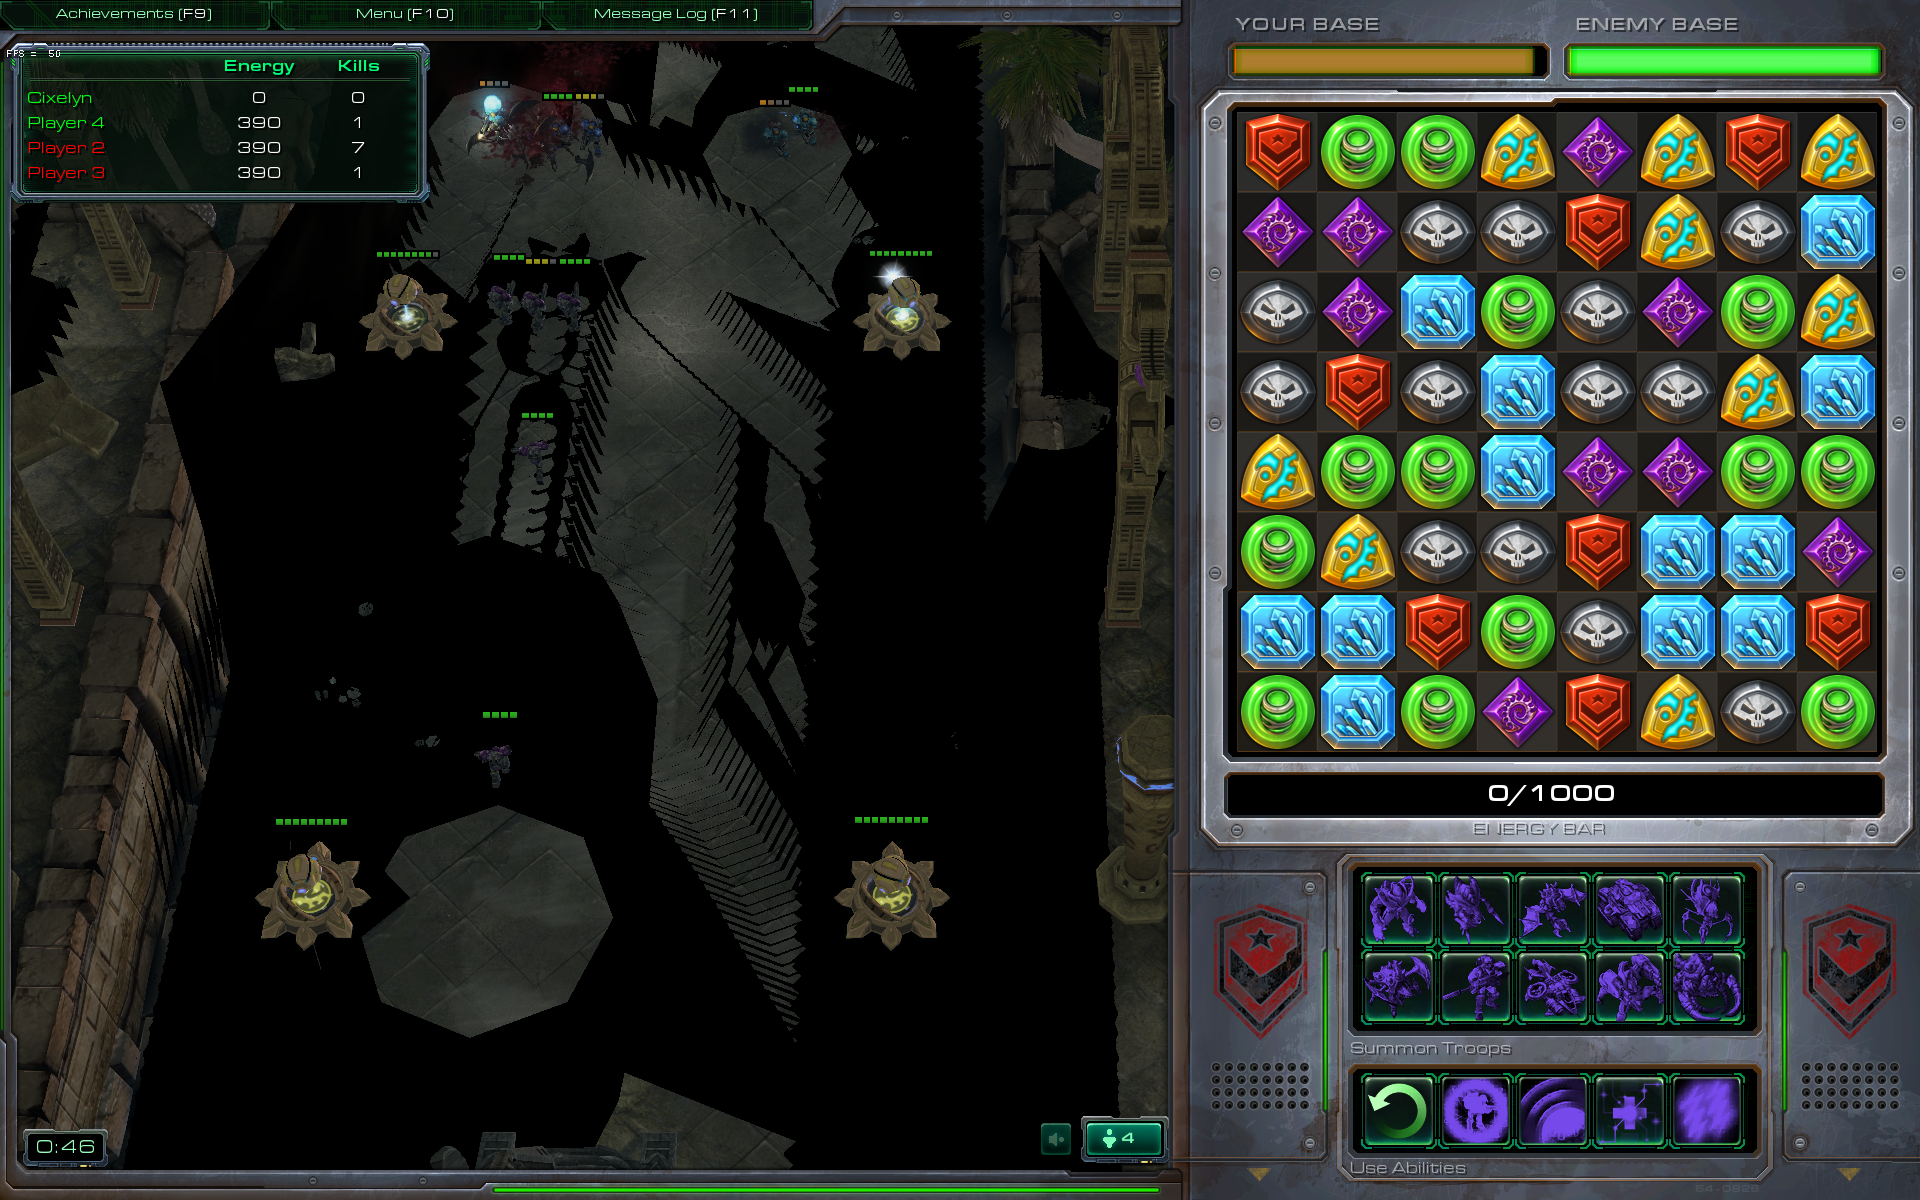 Achievements (F9) Menu (F10) Message Log (F11)
FPS = 50
Energy Kills
Cixelyn 0 0
Player 4 390 1
Player 2 390 7
Player 3 390 1
YOUR BASE ENEMY BASE
0/1000
ENERGY BAR
Summon Troops
Use Abilities
0:46
4